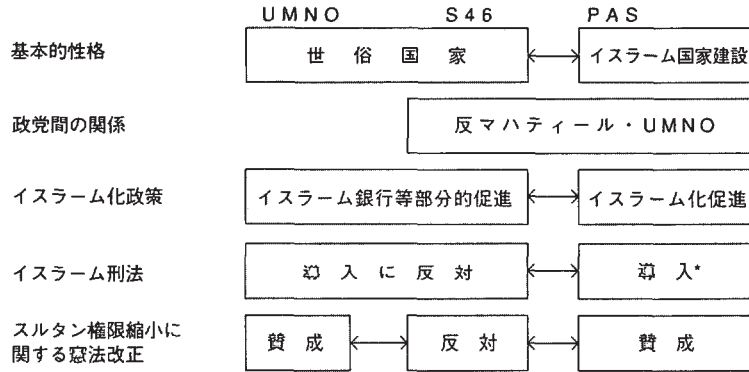 UMNO S46 PAS
基本的性格 世俗国家 イスラーム国家建設
政党間の関係 反マハティール・UMNO
イスラーム化政策 イスラーム銀行等部分的促進 イスラーム化促進
イスラーム刑法 導入に反対 導入*
スルタン権限縮小に
関する憲法改正 賛成 反対 賛成